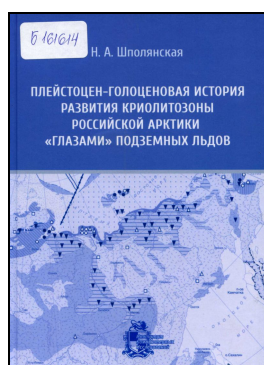 Б 161614
Н. А. Шполянская
ПЛЕЙСТОЦЕН-ГОЛОЦЕНОВАЯ ИСТОРИЯ
РАЗВИТИЯ КРИОЛИТОЗОНЫ
РОССИЙСКОЙ АРКТИКИ
«ГЛАЗАМИ» ПОДЗЕМНЫХ ЛЬДОВ